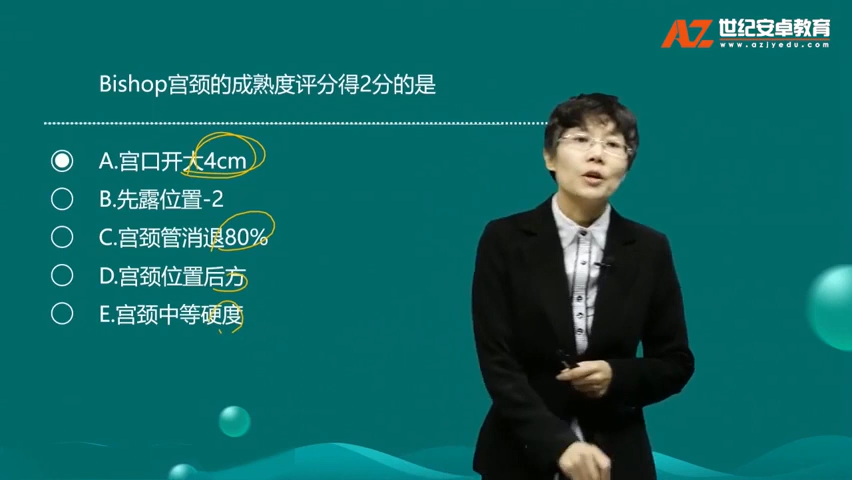 AZ 世纪安卓教育
www.azjyedu.com
Bishop宫颈的成熟度评分得2分的是
A.宫口开大4cm
B.先露位置-2
C.宫颈管消退80%
D.宫颈位置后方
E.宫颈中等硬度